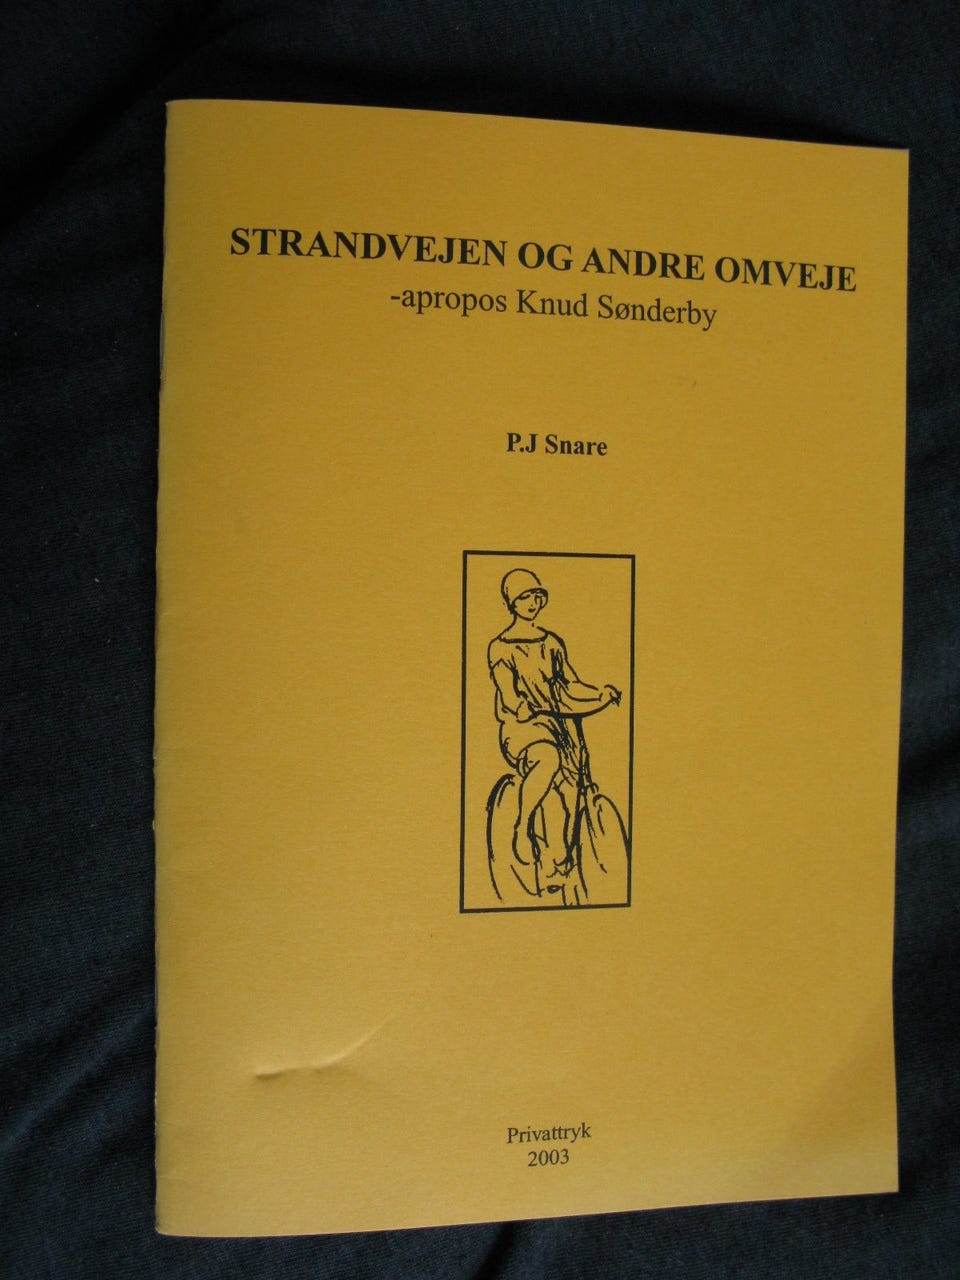 STRANDVEJEN OG ANDRE OMVEJE
-apropos Knud Sønderby
P.J Snare
Privattryk
2003